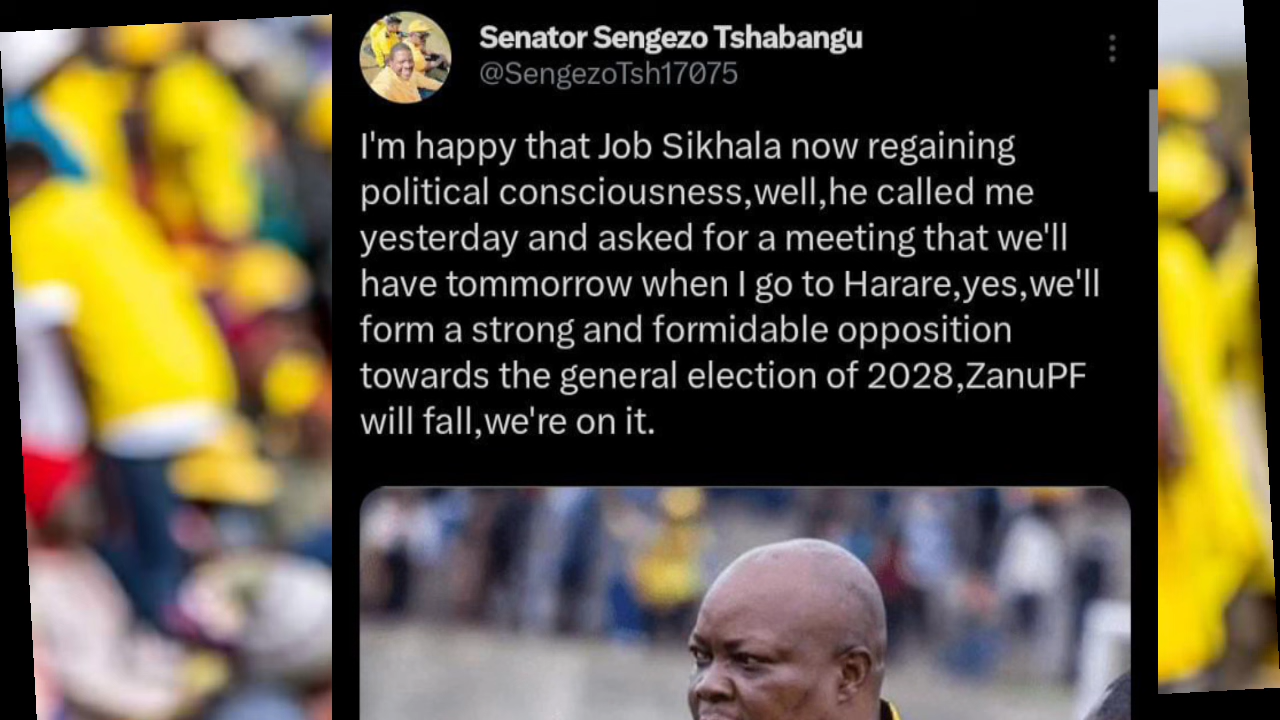 Senator Sengezo Tshabangu
@SengezoTsh17075
I'm happy that Job Sikhala now regaining
political consciousness,well,he called me
yesterday and asked for a meeting that we'll
have tommorrow when I go to Harare,yes,we'll
form a strong and formidable opposition
towards the general election of 2028,ZanuPF
will fall,we're on it.